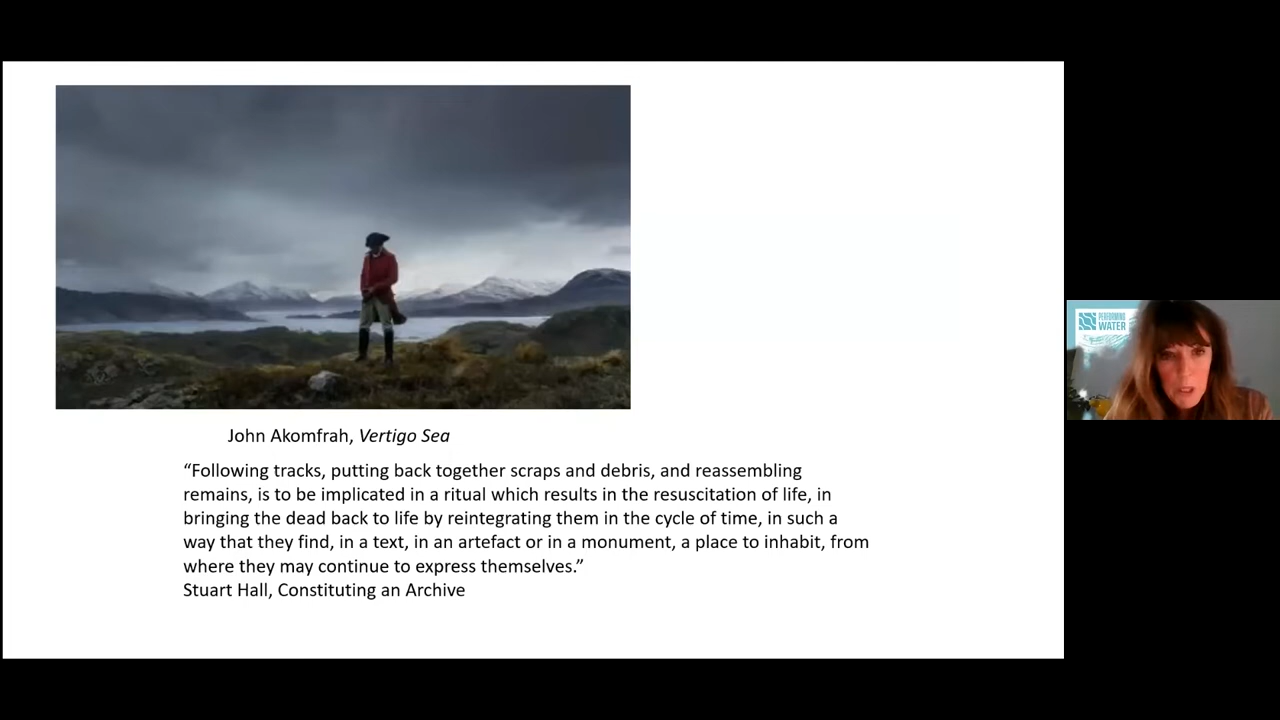 John Akomfrah, Vertigo Sea
“Following tracks, putting back together scraps and debris, and reassembling
remains, is to be implicated in a ritual which results in the resuscitation of life, in
bringing the dead back to life by reintegrating them in the cycle of time, in such a
way that they find, in a text, in an artefact or in a monument, a place to inhabit, from
where they may continue to express themselves.”
Stuart Hall, Constituting an Archive
PERFORMING
WATER